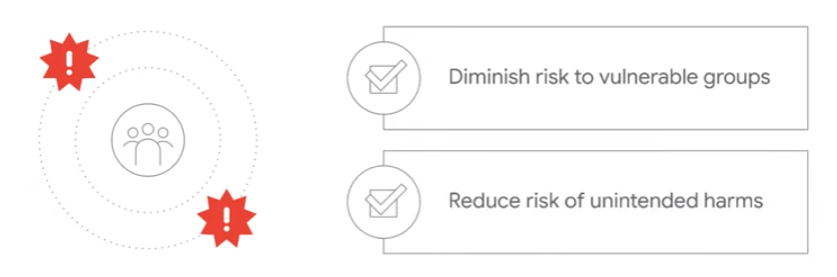 Diminish risk to vulnerable groups
Reduce risk of unintended harms